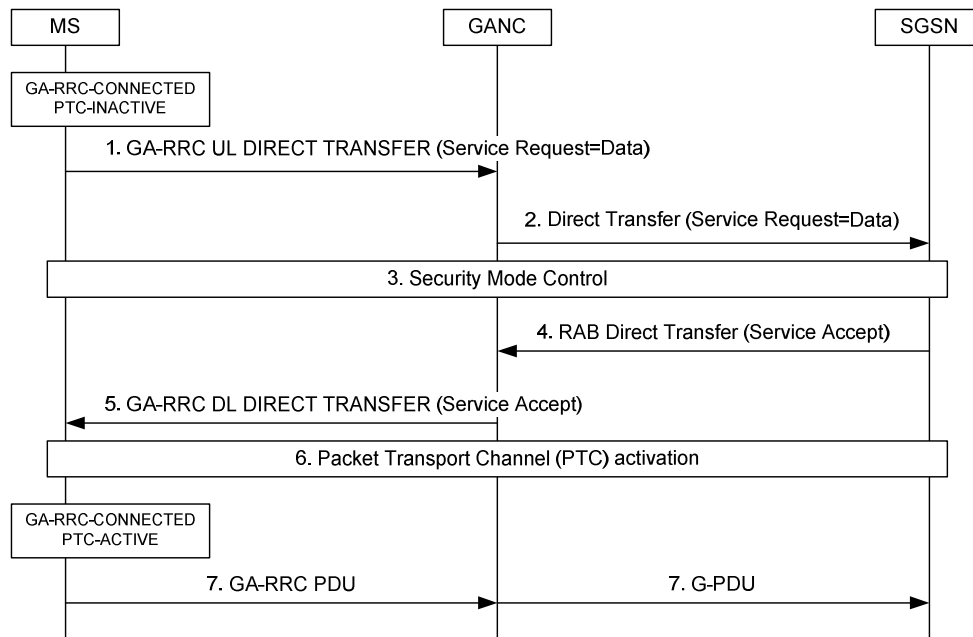 MS
GANC
SGSN
GA-RRC-CONNECTED
PTC-INACTIVE
1. GA-RRC UL DIRECT TRANSFER (Service Request=Data)
2. Direct Transfer (Service Request=Data)
3. Security Mode Control
4. RAB Direct Transfer (Service Accept)
5. GA-RRC DL DIRECT TRANSFER (Service Accept)
6. Packet Transport Channel (PTC) activation
GA-RRC-CONNECTED
PTC-ACTIVE
7. GA-RRC PDU
7. G-PDU